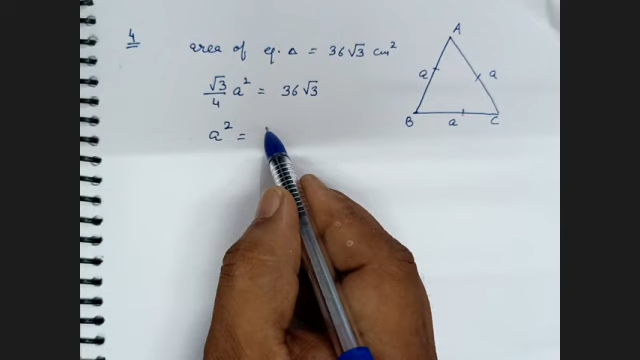 4
area of eq. Δ = 36√3 cm²
√3/4 a² = 36√3
a² =
A
a
a
B
a
C